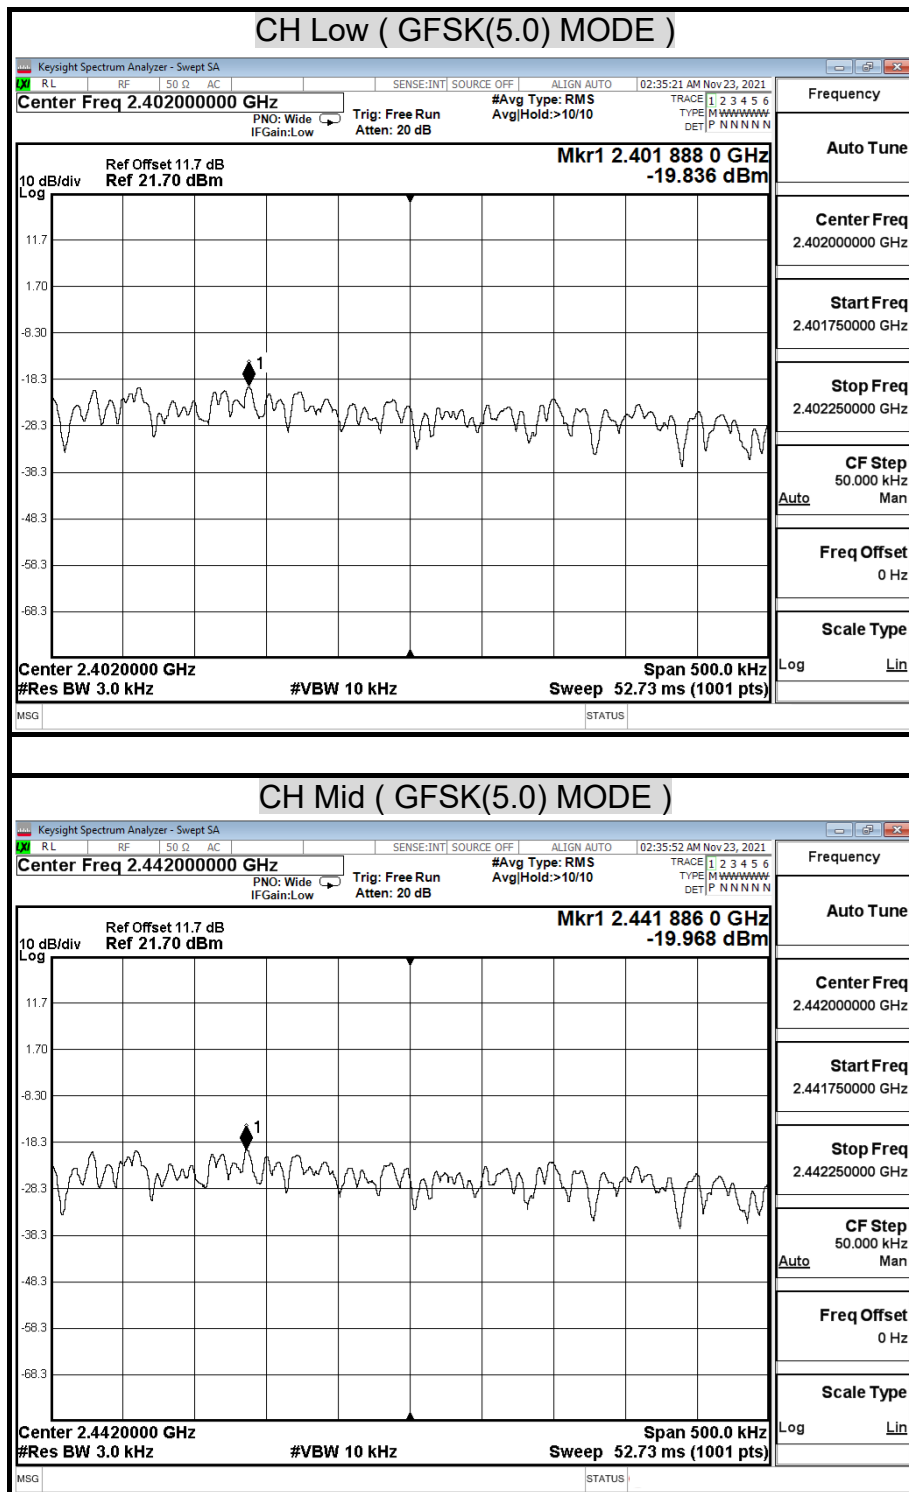 CH Low ( GFSK(5.0) MODE )
Keysight Spectrum Analyzer - Swept SA
LXI RL RF 50 Ω AC SENSE:INT SOURCE OFF ALIGN AUTO 02:35:21 AM Nov 23, 2021
Center Freq 2.402000000 GHz
#Avg Type: RMS
TRACE 1 2 3 4 5 6
PNO: Wide Trig: Free Run Avg|Hold:>10/10
TYPE M WWWWW
IFGain:Low Atten: 20 dB
DET P N N N N N
Ref Offset 11.7 dB
Mkr1 2.401 888 0 GHz
10 dB/div Ref 21.70 dBm
-19.836 dBm
Log
11.7
1.70
-8.30
-18.3
-28.3
-38.3
-48.3
-58.3
-68.3
1
Center 2.4020000 GHz Span 500.0 kHz
#Res BW 3.0 kHz #VBW 10 kHz Sweep 52.73 ms (1001 pts)
MSG STATUS
Frequency
Auto Tune
Center Freq
2.402000000 GHz
Start Freq
2.401750000 GHz
Stop Freq
2.402250000 GHz
CF Step
50.000 kHz
Auto Man
Freq Offset
0 Hz
Scale Type
Log Lin
CH Mid ( GFSK(5.0) MODE )
Keysight Spectrum Analyzer - Swept SA
LXI RL RF 50 Ω AC SENSE:INT SOURCE OFF ALIGN AUTO 02:35:52 AM Nov 23, 2021
Center Freq 2.442000000 GHz
#Avg Type: RMS
TRACE 1 2 3 4 5 6
PNO: Wide Trig: Free Run Avg|Hold:>10/10
TYPE M WWWWW
IFGain:Low Atten: 20 dB
DET P N N N N N
Ref Offset 11.7 dB
Mkr1 2.441 886 0 GHz
10 dB/div Ref 21.70 dBm
-19.968 dBm
Log
11.7
1.70
-8.30
-18.3
-28.3
-38.3
-48.3
-58.3
-68.3
1
Center 2.4420000 GHz Span 500.0 kHz
#Res BW 3.0 kHz #VBW 10 kHz Sweep 52.73 ms (1001 pts)
MSG STATUS
Frequency
Auto Tune
Center Freq
2.442000000 GHz
Start Freq
2.441750000 GHz
Stop Freq
2.442250000 GHz
CF Step
50.000 kHz
Auto Man
Freq Offset
0 Hz
Scale Type
Log Lin